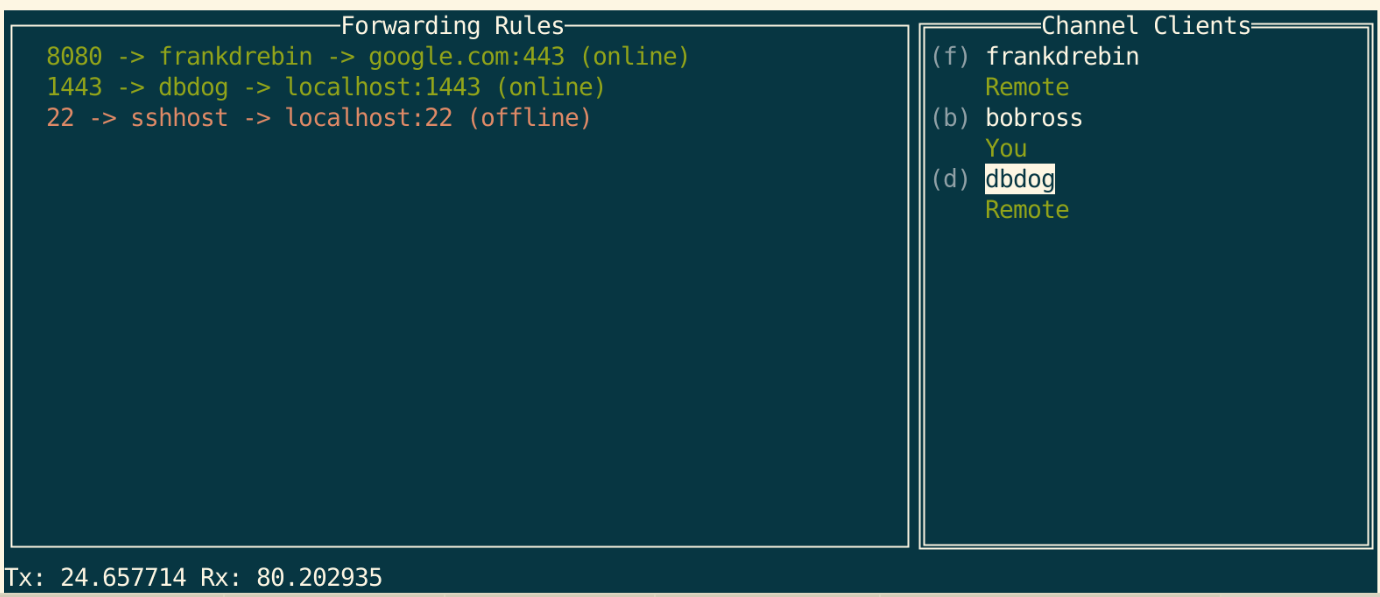 Forwarding Rules
8080 -> frankdrebin -> google.com:443 (online)
1443 -> dbdog -> localhost:1443 (online)
22 -> sshhost -> localhost:22 (offline)
Channel Clients
(f) frankdrebin
Remote
(b) bobross
You
(d) dbdog
Remote
Tx: 24.657714 Rx: 80.202935